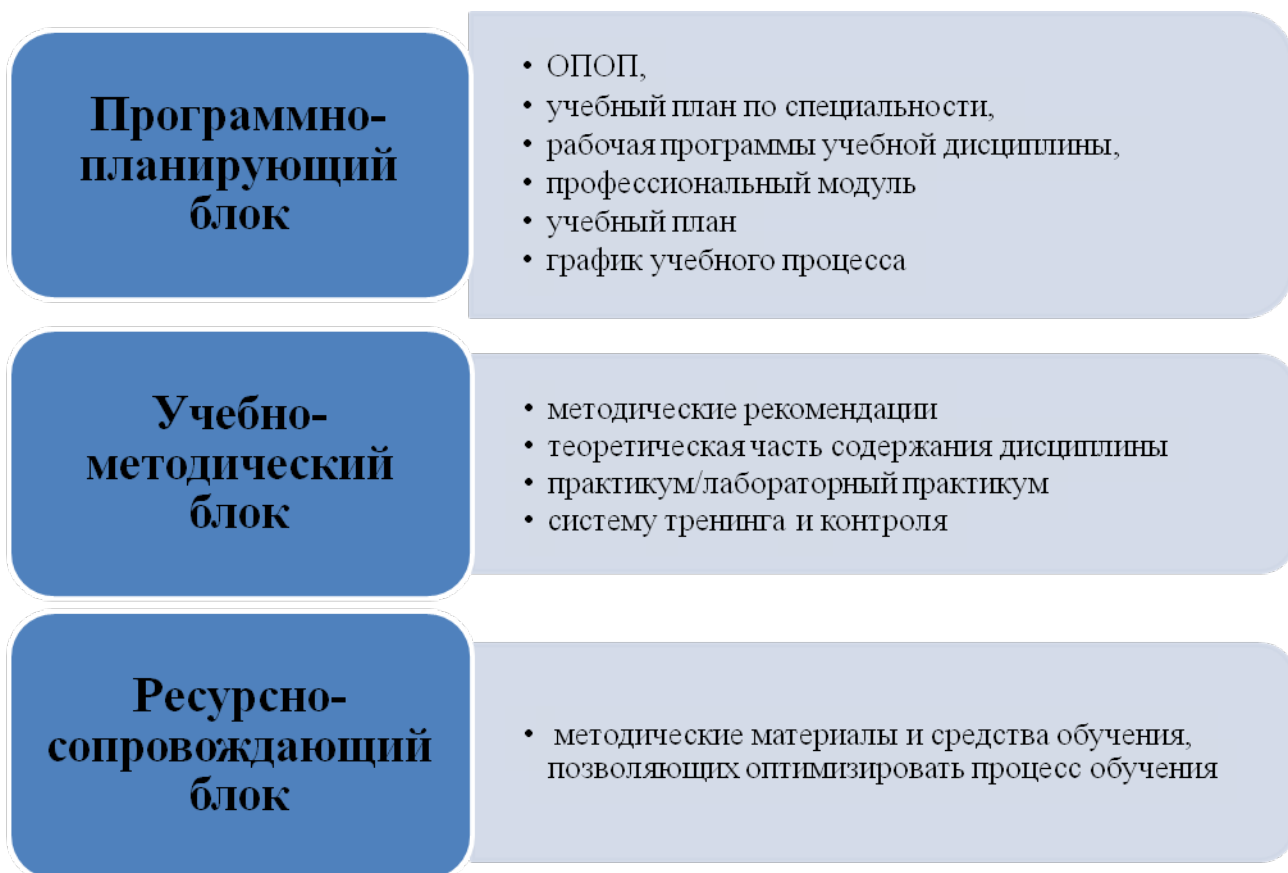 Программно-
планирующий
блок
• ОПОП,
• учебный план по специальности,
• рабочая программы учебной дисциплины,
• профессиональный модуль
• учебный план
• график учебного процесса
Учебно-
методический
блок
• методические рекомендации
• теоретическая часть содержания дисциплины
• практикум/лабораторный практикум
• систему тренинга и контроля
Ресурсно-
сопровождающий
блок
• методические материалы и средства обучения,
позволяющих оптимизировать процесс обучения